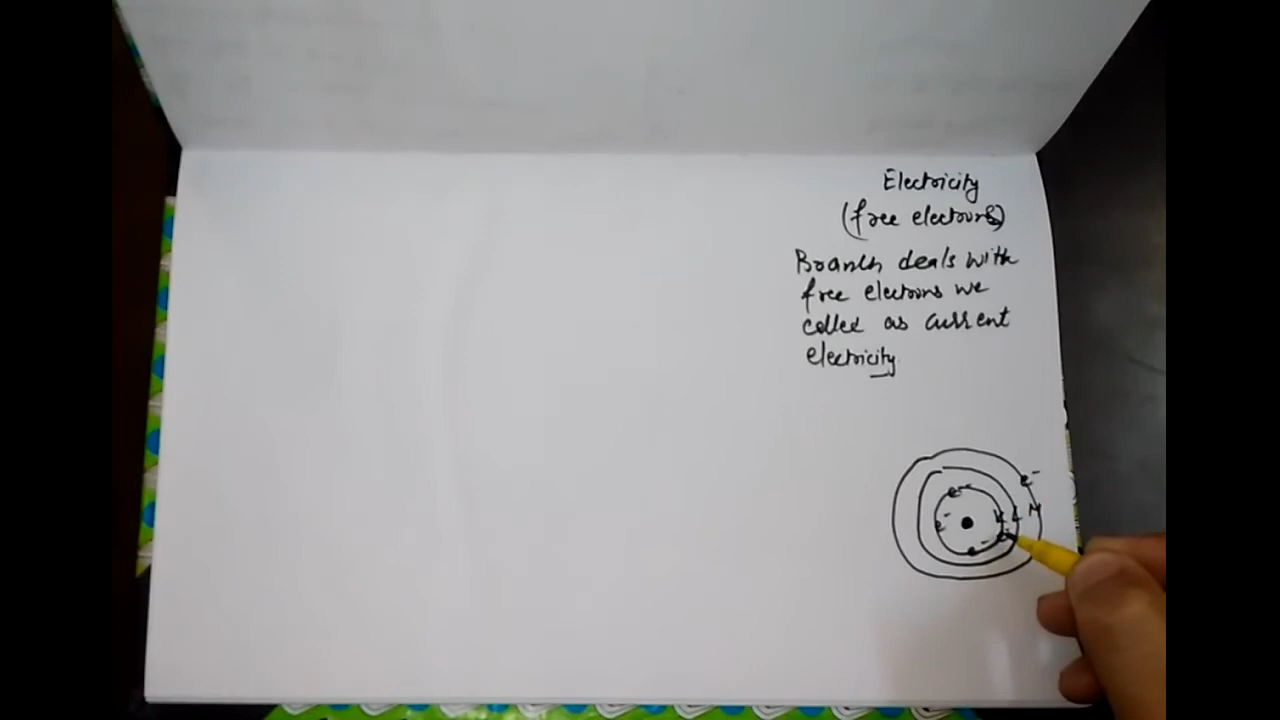 Electricity
(free electrons)
Branch deals with
free electrons we
called as current
electricity
e-
e-
e-
K L M
e-
e-